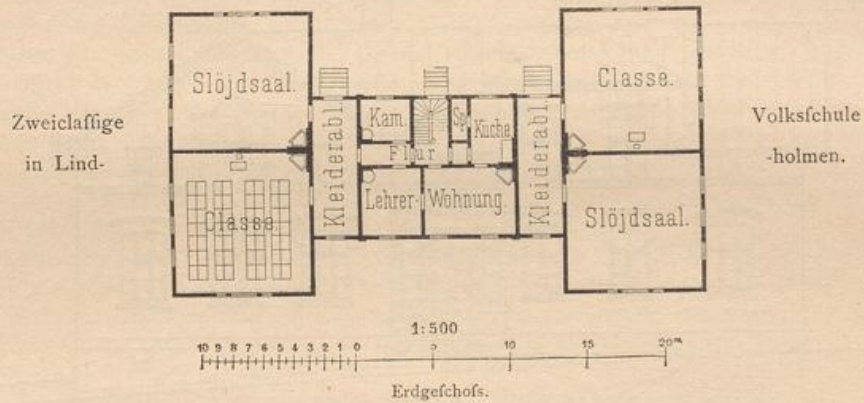 Slöjdsaal.
Classe.
Zweiclaſſige
in Lind-
Volksſchule
-holmen.
Kleiderabl.
Kam.
Sp.
Küche
Kleiderabl.
Flur
Classe.
Lehrer-Wohnung
Slöjdsaal.
1:500
10 9 8 7 6 5 4 3 2 1 0 5 10 15 20m
Erdgeſchoſs.